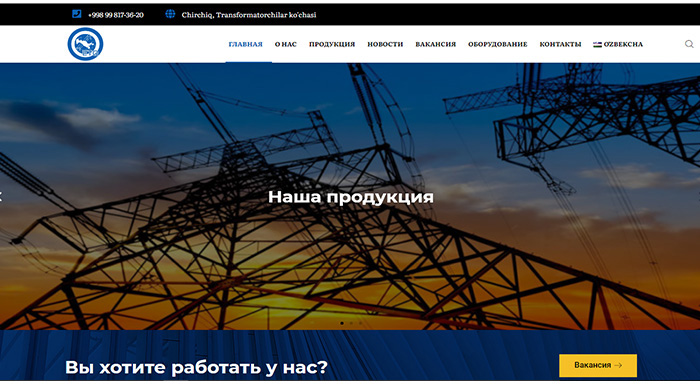 +998 99 817-36-20 Chirchiq, Transformatorchilar ko'chasi
ГЛАВНАЯ О НАС ПРОДУКЦИЯ НОВОСТИ ВАКАНСИЯ ОБОРУДОВАНИЕ КОНТАКТЫ O'ZBEKCHA
Наша продукция
Вы хотите работать у нас?
Вакансия →